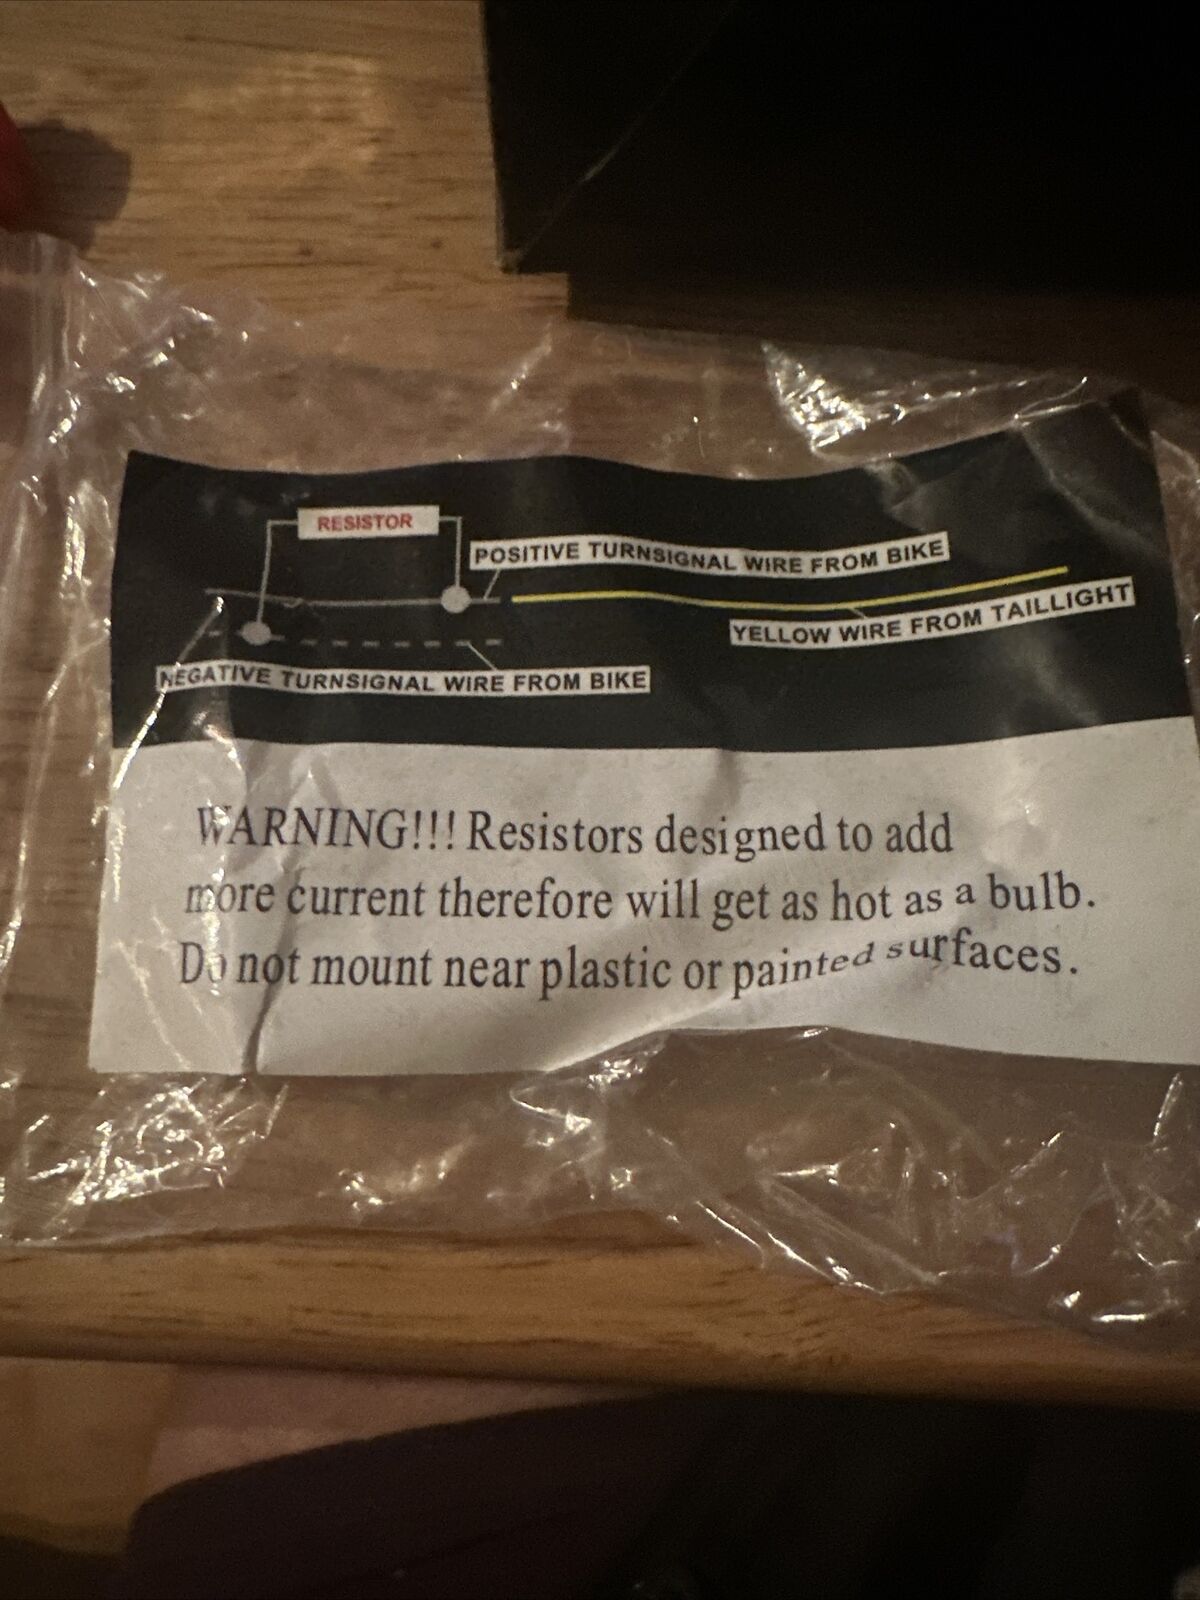 RESISTOR
POSITIVE TURNSIGNAL WIRE FROM BIKE
YELLOW WIRE FROM TAILLIGHT
NEGATIVE TURNSIGNAL WIRE FROM BIKE
WARNING!!! Resistors designed to add
more current therefore will get as hot as a bulb.
Do not mount near plastic or painted surfaces.